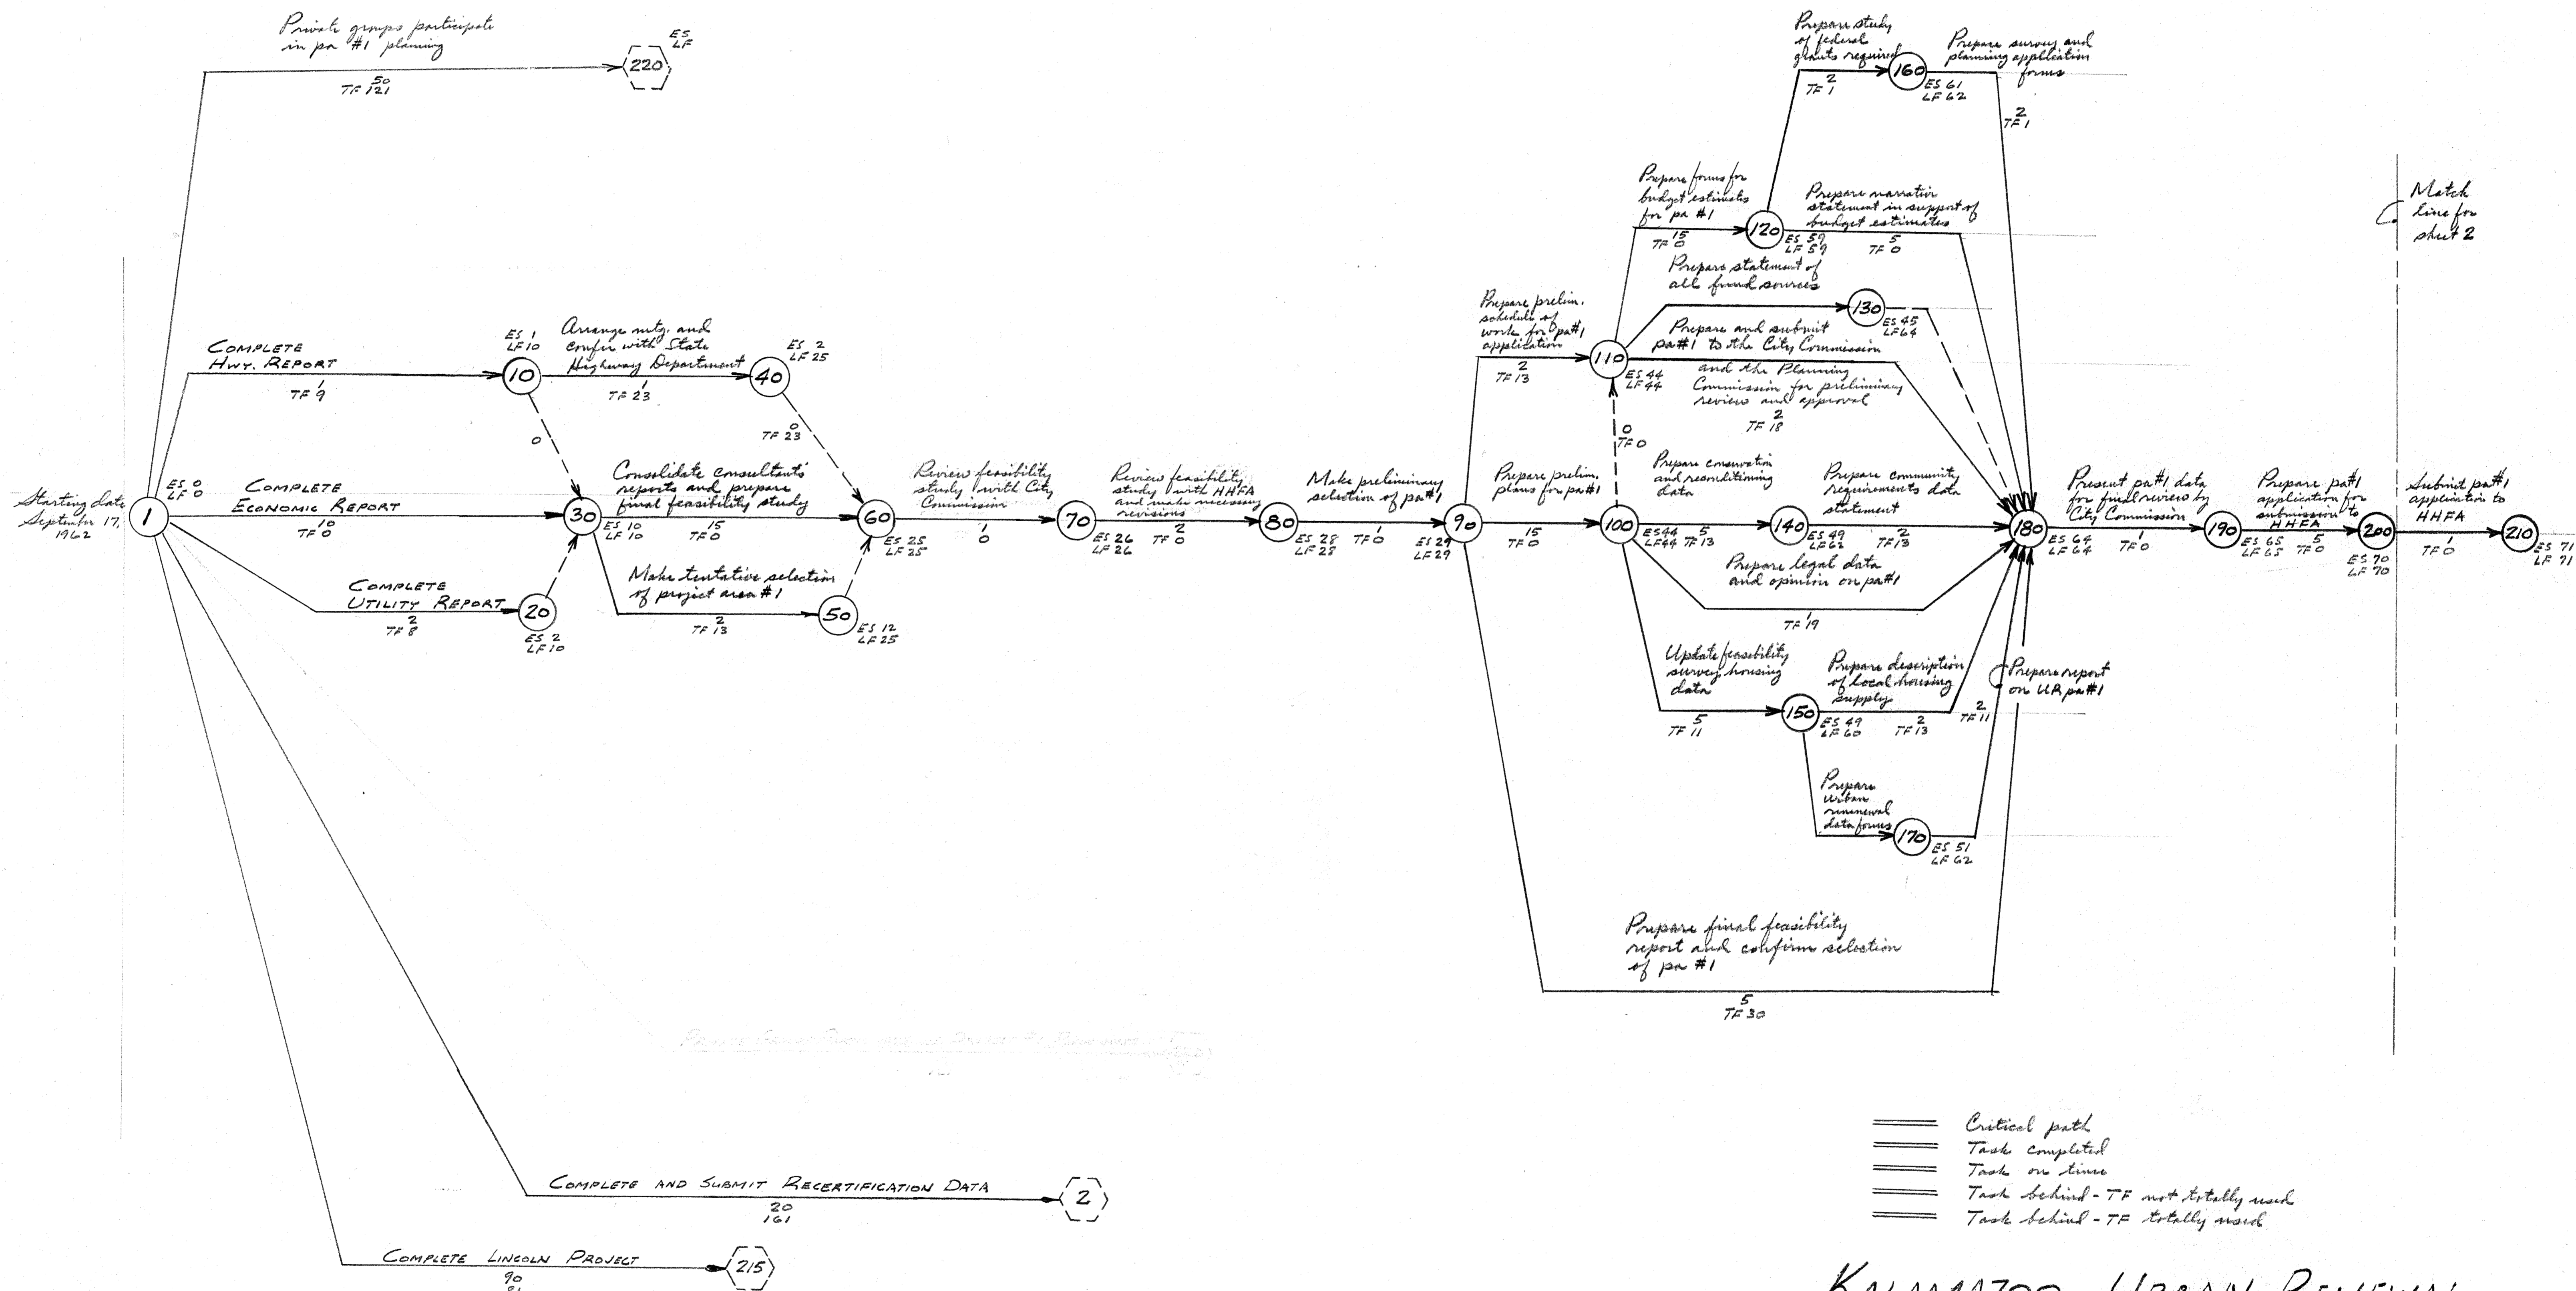 Private groups participate
in pa #1 planning
50
TF 121
220
ES
LF
Prepare study
of federal
grants required
2
TF 1
160
ES 61
LF 62
Prepare survey and
planning application
forms
2
TF 1
Prepare forms for
budget estimates
for pa #1
15
TF 0
120
ES 59
LF 59
Prepare narrative
statement in support of
budget estimates
5
TF 0
Match
line for
sheet 2
Prepare statement of
all fund sources
130
ES 45
LF 64
Prepare prelim.
schedule of
work for pa#1
application
2
TF 13
110
ES 44
LF 44
Prepare and submit
pa#1 to the City Commission
and the Planning
Commission for preliminary
review and approval
2
TF 18
COMPLETE
HWY. REPORT
1
TF 9
ES 1
LF 10
10
Arrange mtg. and
confer with State
Highway Department
1
TF 23
ES 2
LF 25
40
0
0
TF 23
0
TF 0
Starting date
September 17,
1962
1
ES 0
LF 0
COMPLETE
ECONOMIC REPORT
10
TF 0
30
ES 10
LF 10
Consolidate consultants
reports and prepare
final feasibility study
15
TF 0
60
ES 25
LF 25
Review feasibility
study with City
Commission
1
0
70
ES 26
LF 26
Review feasibility
study with HHFA
and make necessary
revisions
2
TF 0
80
ES 28
LF 28
Make preliminary
selection of pa#1
1
TF 0
90
ES 29
LF 29
Prepare prelim.
plans for pa#1
15
TF 0
100
ES 44
LF 44
Prepare conservation
and reconditioning
data
5
TF 13
140
ES 49
LF 62
Prepare community
requirements data
statement
2
TF 13
180
ES 64
LF 64
Present pa#1 data
for final review by
City Commission
1
TF 0
190
ES 65
LF 65
Prepare pa#1
application for
submission to
HHFA
5
TF 0
200
ES 70
LF 70
Submit pa#1
application to
HHFA
1
TF 0
210
ES 71
LF 71
COMPLETE
UTILITY REPORT
2
TF 8
20
ES 2
LF 10
Make tentative selection
of project area #1
2
TF 13
50
ES 12
LF 25
Prepare legal data
and opinion on pa#1
1
TF 19
Update feasibility
survey housing
data
5
TF 11
150
ES 49
LF 60
Prepare description
of local housing
supply
2
TF 13
2
TF 11
Prepare report
on UR pa#1
Prepare
urban
renewal
data forms
170
ES 51
LF 62
Prepare final feasibility
report and confirm selection
of pa #1
5
TF 30
COMPLETE AND SUBMIT RECERTIFICATION DATA
20
161
2
COMPLETE LINCOLN PROJECT
90
215
Critical path
Task completed
Task on time
Task behind - TF not totally used
Task behind - TF totally used
KALAMAZOO URBAN RENEWAL